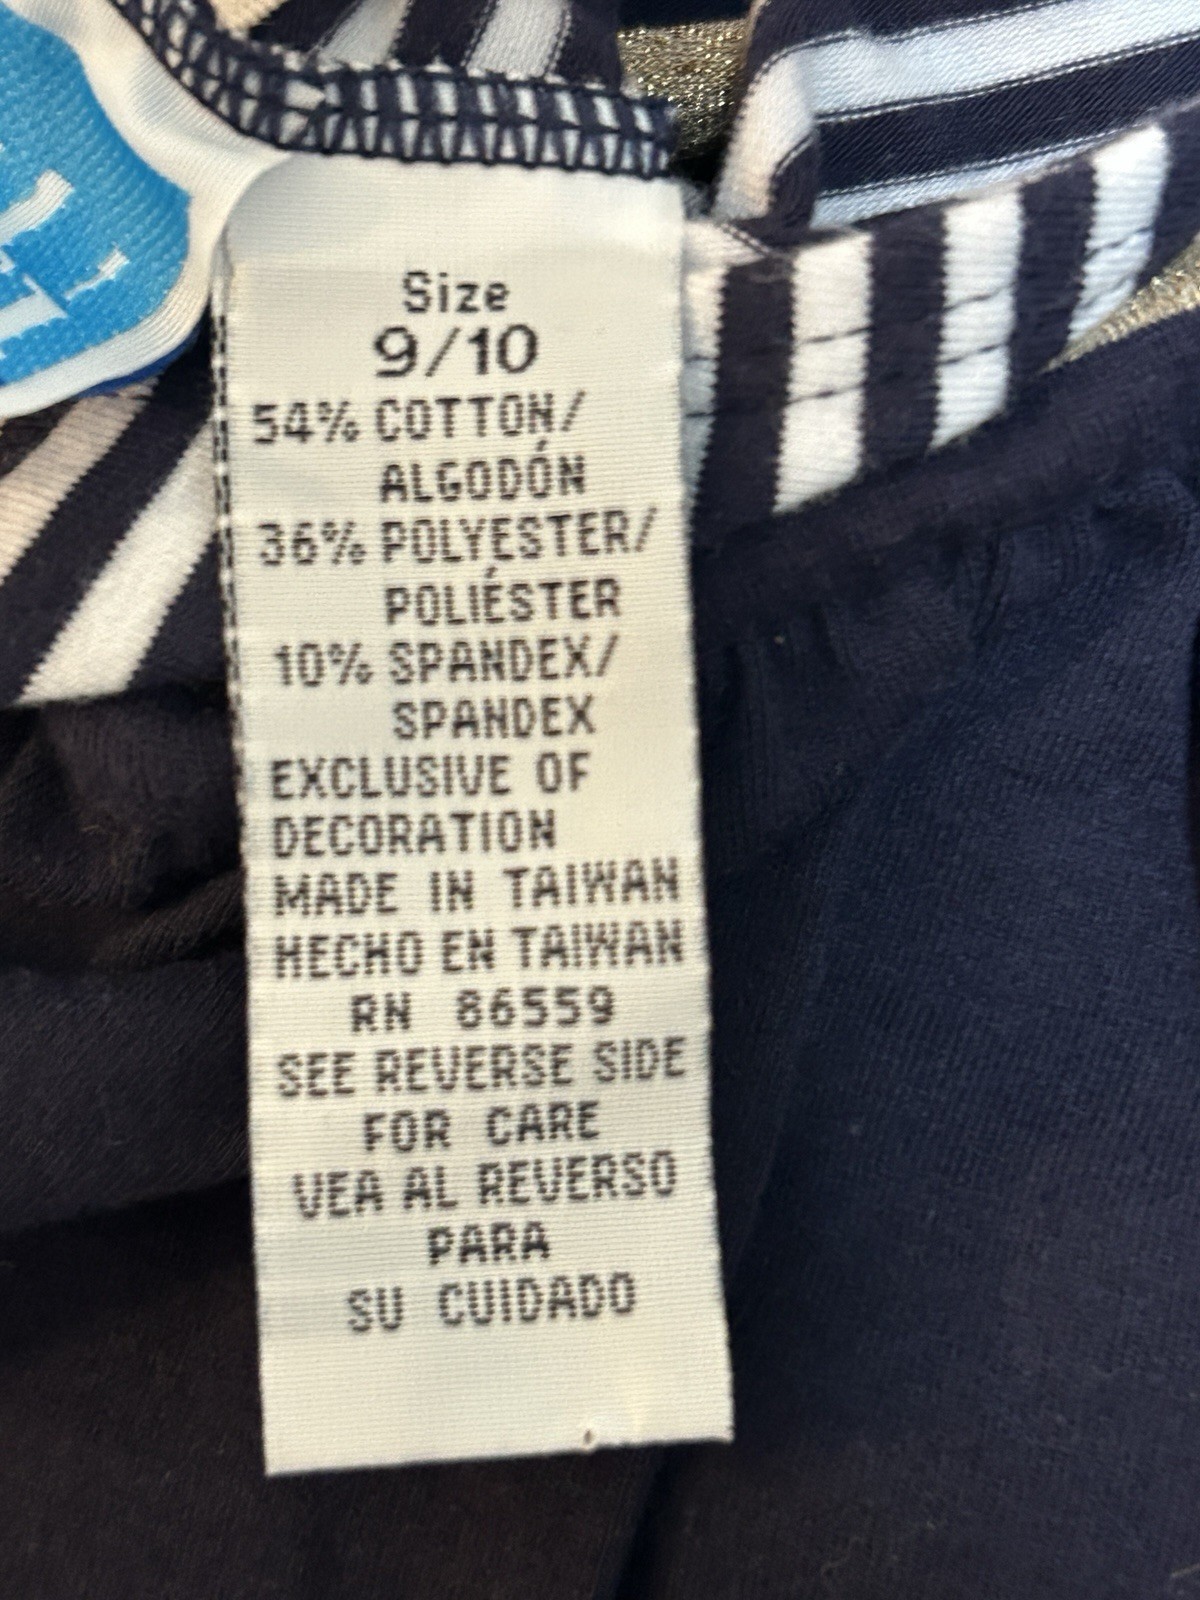 Size
9/10
54% COTTON/
ALGODÓN
36% POLYESTER/
POLIÉSTER
10% SPANDEX/
SPANDEX
EXCLUSIVE OF
DECORATION
MADE IN TAIWAN
HECHO EN TAIWAN
RN 86559
SEE REVERSE SIDE
FOR CARE
VEA AL REVERSO
PARA
SU CUIDADO